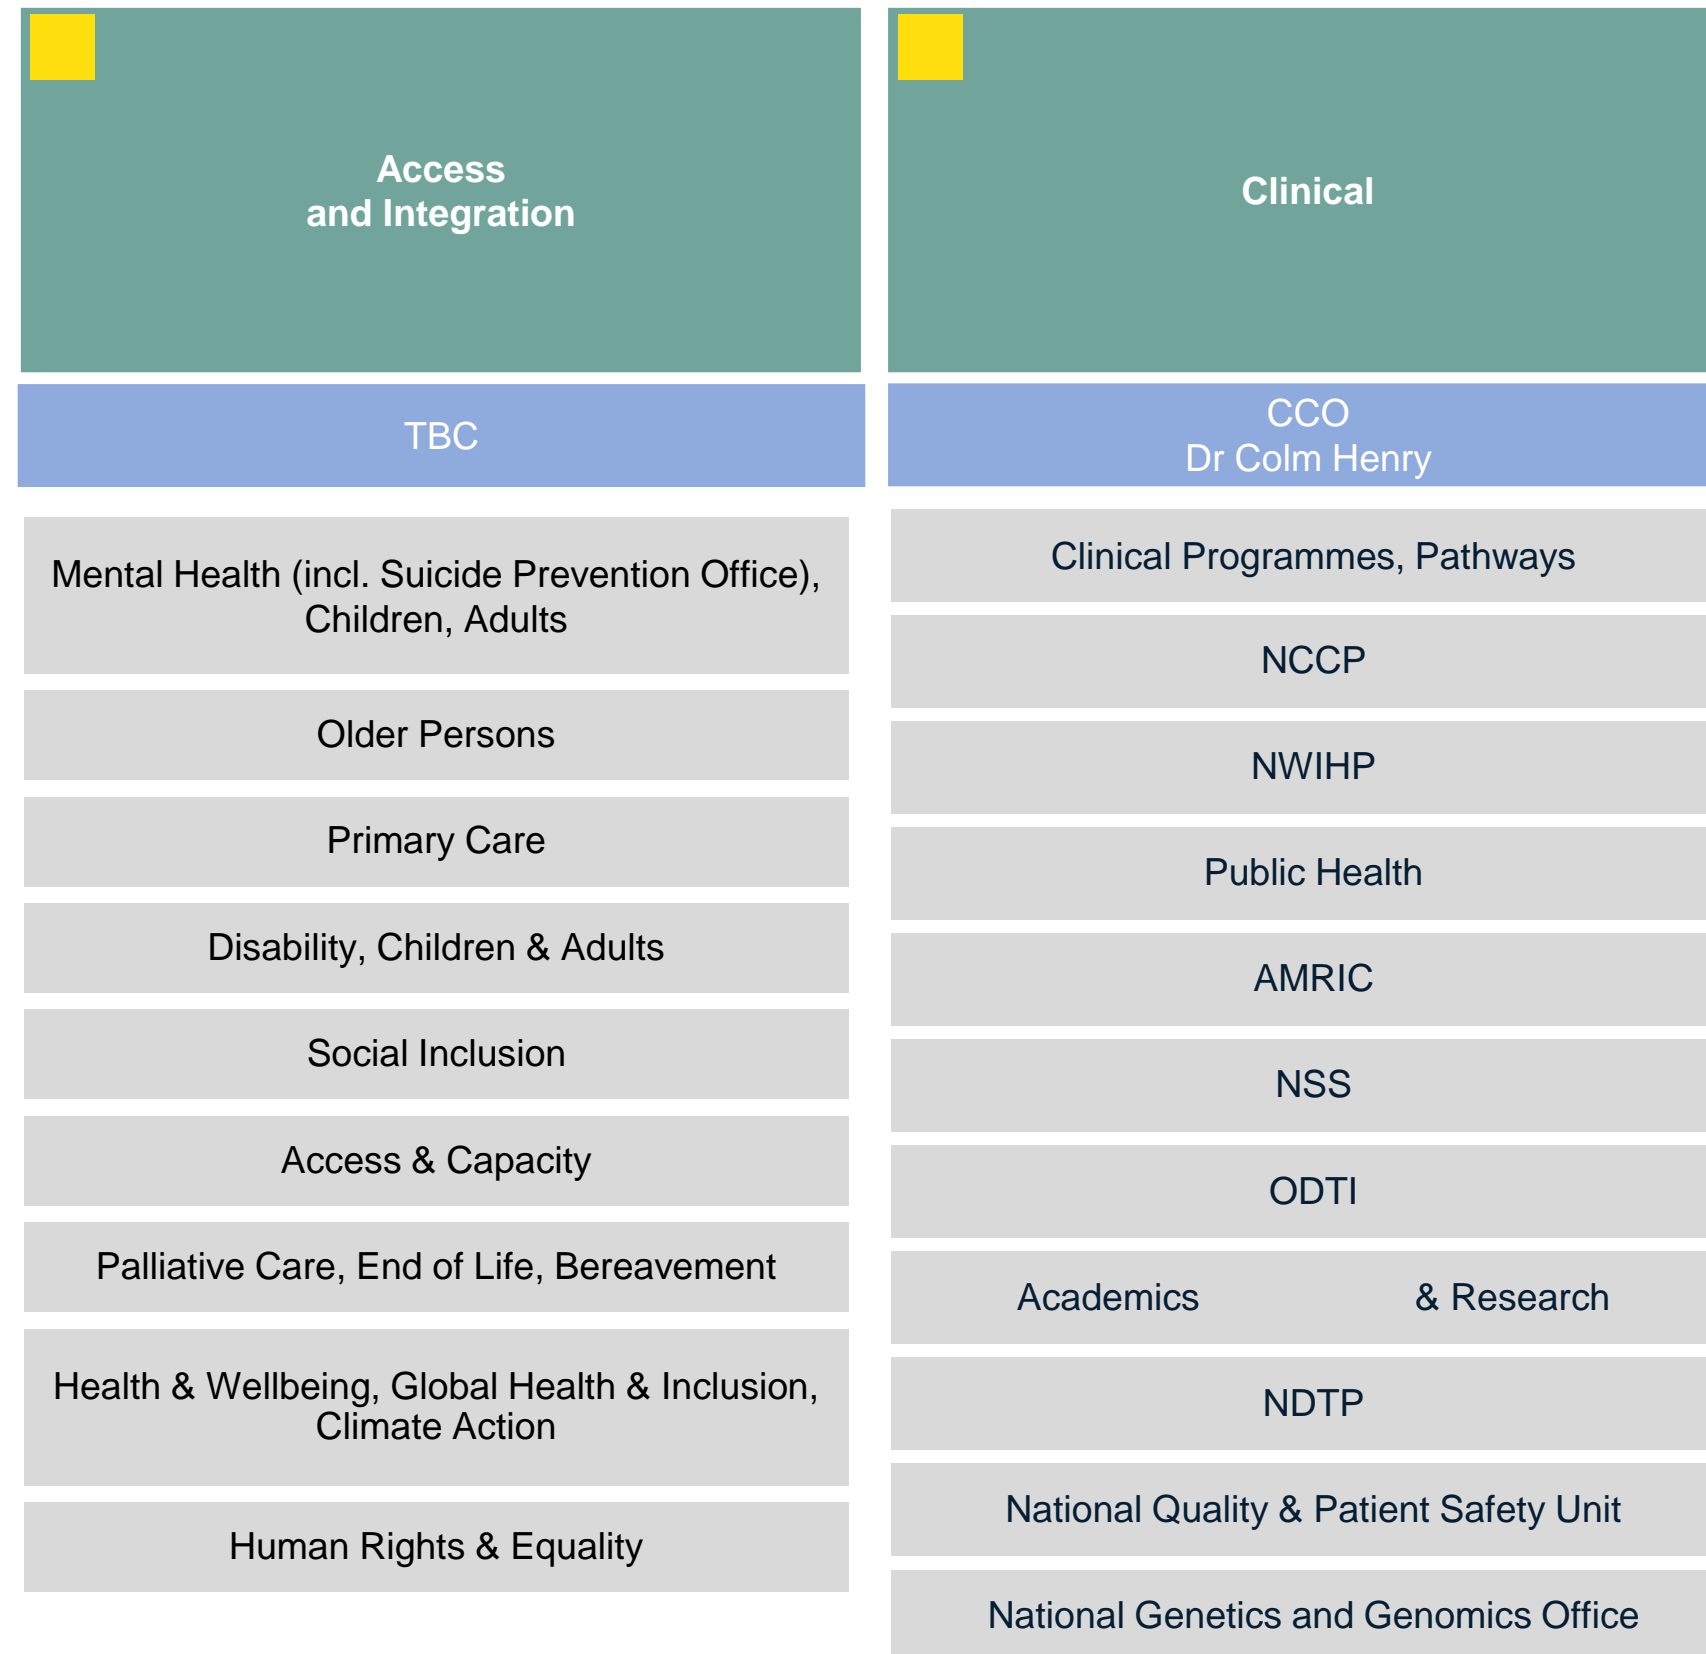 Access
and Integration
TBC
Mental Health (incl. Suicide Prevention Office),
Children, Adults
Older Persons
Primary Care
Disability, Children & Adults
Social Inclusion
Access & Capacity
Palliative Care, End of Life, Bereavement
Health & Wellbeing, Global Health & Inclusion,
Climate Action
Human Rights & Equality
Clinical
CCO
Dr Colm Henry
Clinical Programmes, Pathways
NCCP
NWIHP
Public Health
AMRIC
NSS
ODTI
Academics & Research
NDTP
National Quality & Patient Safety Unit
National Genetics and Genomics Office